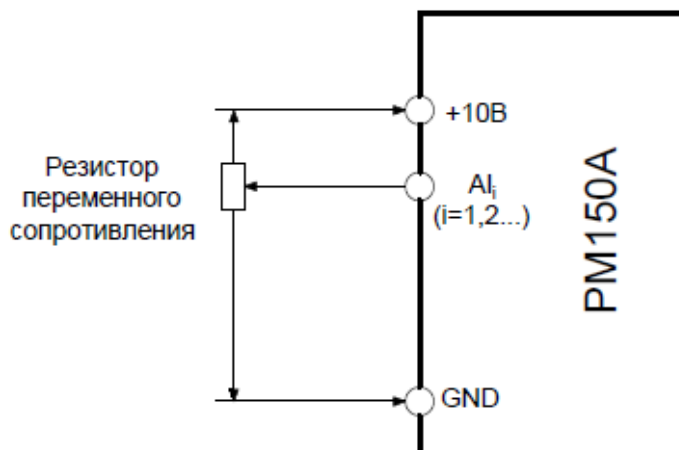 +10В
Резистор
переменного
сопротивления
AIi
(i=1,2...)
GND
PM150A